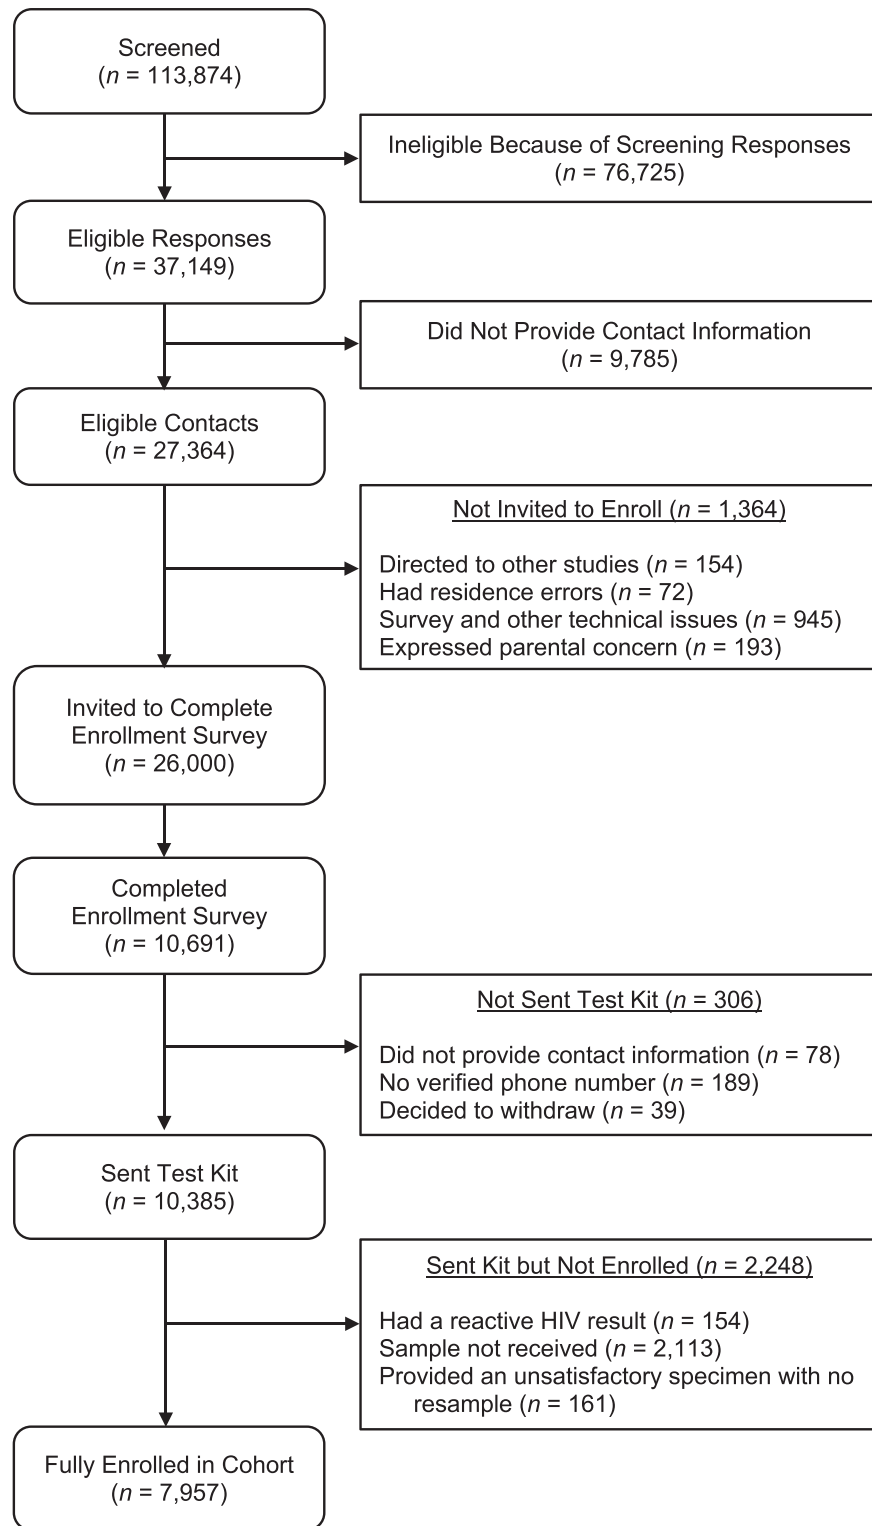 Screened
(n = 113,874)
Ineligible Because of Screening Responses
(n = 76,725)
Eligible Responses
(n = 37,149)
Did Not Provide Contact Information
(n = 9,785)
Eligible Contacts
(n = 27,364)
Not Invited to Enroll (n = 1,364)
Directed to other studies (n = 154)
Had residence errors (n = 72)
Survey and other technical issues (n = 945)
Expressed parental concern (n = 193)
Invited to Complete
Enrollment Survey
(n = 26,000)
Completed
Enrollment Survey
(n = 10,691)
Not Sent Test Kit (n = 306)
Did not provide contact information (n = 78)
No verified phone number (n = 189)
Decided to withdraw (n = 39)
Sent Test Kit
(n = 10,385)
Sent Kit but Not Enrolled (n = 2,248)
Had a reactive HIV result (n = 154)
Sample not received (n = 2,113)
Provided an unsatisfactory specimen with no
resample (n = 161)
Fully Enrolled in Cohort
(n = 7,957)